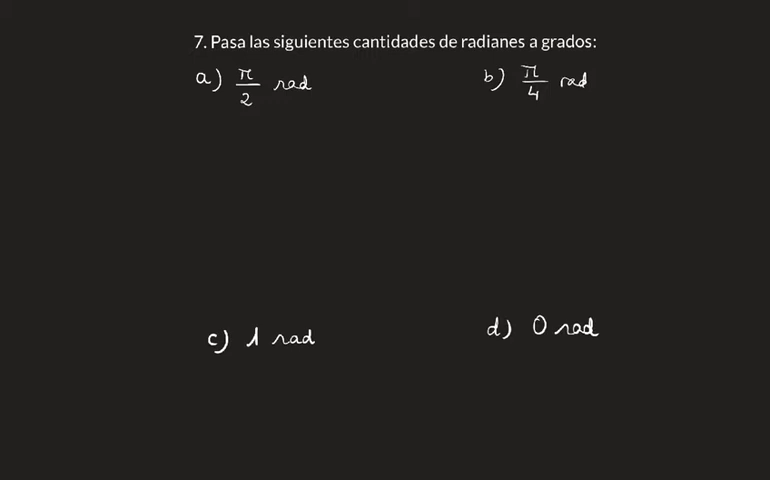 7. Pasa las siguientes cantidades de radianes a grados:
a) π/2 rad
b) π/4 rad
c) 1 rad
d) 0 rad